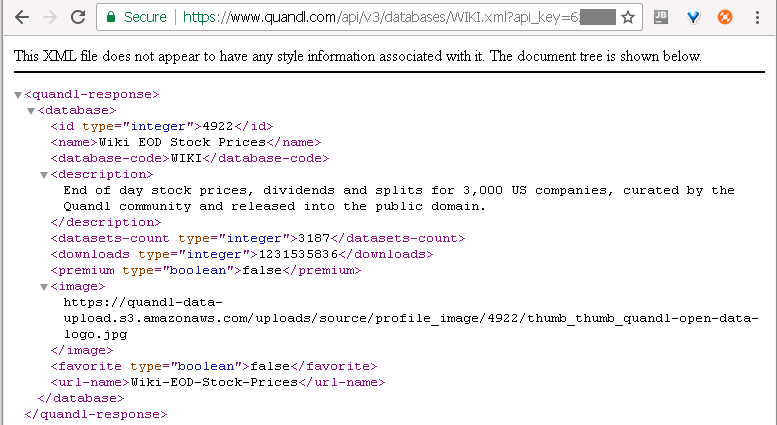 Secure https://www.quandl.com/api/v3/databases/WIKI.xml?api_key=6
JB
This XML file does not appear to have any style information associated with it. The document tree is shown below.
▼<quandl-response>
▼<database>
<id type="integer">4922</id>
<name>Wiki EOD Stock Prices</name>
<database-code>WIKI</database-code>
▼<description>
End of day stock prices, dividends and splits for 3,000 US companies, curated by the
Quandl community and released into the public domain.
</description>
<datasets-count type="integer">3187</datasets-count>
<downloads type="integer">1231535836</downloads>
<premium type="boolean">false</premium>
▼<image>
https://quandl-data-
upload.s3.amazonaws.com/uploads/source/profile_image/4922/thumb_thumb_quandl-open-data-
logo.jpg
</image>
<favorite type="boolean">false</favorite>
<url-name>Wiki-EOD-Stock-Prices</url-name>
</database>
</quandl-response>